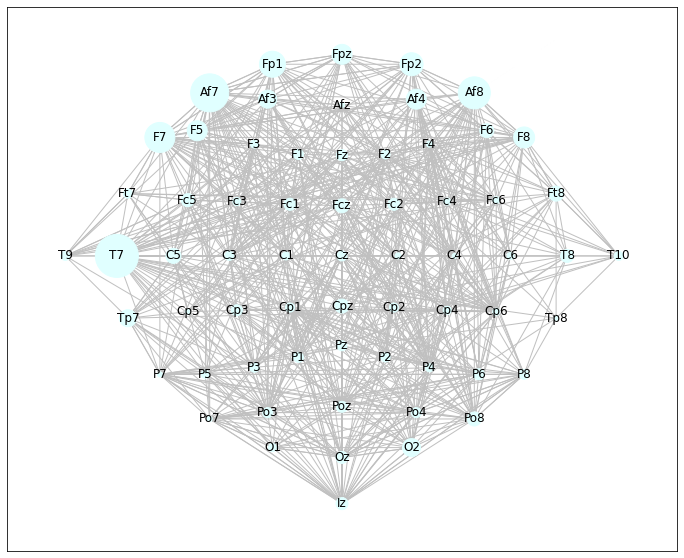 Fp1 Fpz Fp2
Af7 Af3 Afz Af4 Af8
F7 F5 F3 F1 Fz F2 F4 F6 F8
Ft7 Fc5 Fc3 Fc1 Fcz Fc2 Fc4 Fc6 Ft8
T9 T7 C5 C3 C1 Cz C2 C4 C6 T8 T10
Tp7 Cp5 Cp3 Cp1 Cpz Cp2 Cp4 Cp6 Tp8
P7 P5 P3 P1 Pz P2 P4 P6 P8
Po7 Po3 Poz Po4 Po8
O1 Oz O2
Iz